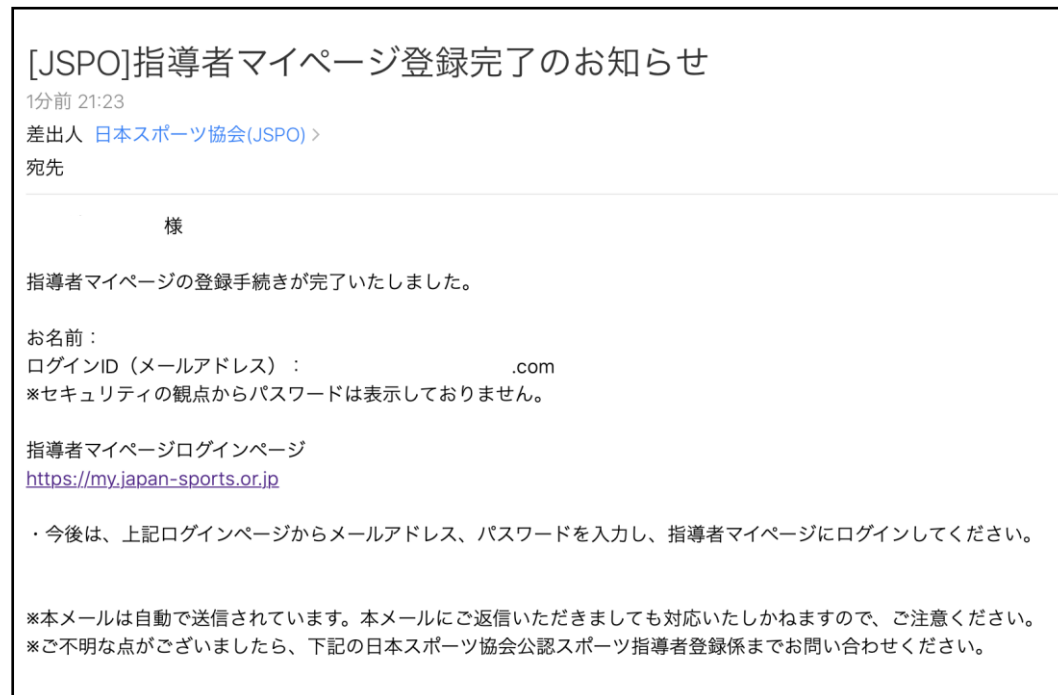 [JSPO]指導者マイページ登録完了のお知らせ
1分前 21:23
差出人 日本スポーツ協会(JSPO) >
宛先
様
指導者マイページの登録手続きが完了いたしました。
お名前：
ログインID（メールアドレス）： .com
※セキュリティの観点からパスワードは表示しておりません。
指導者マイページログインページ
https://my.japan-sports.or.jp
・今後は、上記ログインページからメールアドレス、パスワードを入力し、指導者マイページにログインしてください。
※本メールは自動で送信されています。本メールにご返信いただきましても対応いたしかねますので、ご注意ください。
※ご不明な点がございましたら、下記の日本スポーツ協会公認スポーツ指導者登録係までお問い合わせください。